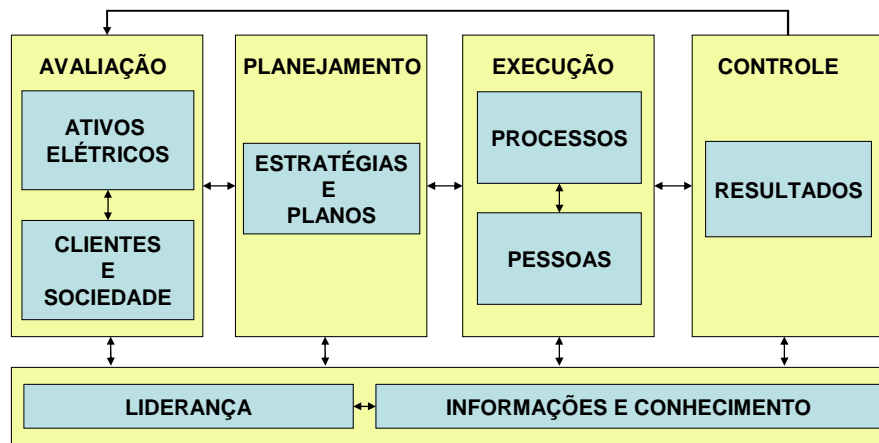 AVALIAÇÃO
ATIVOS
ELÉTRICOS
CLIENTES
E
SOCIEDADE
PLANEJAMENTO
ESTRATÉGIAS
E
PLANOS
EXECUÇÃO
PROCESSOS
PESSOAS
CONTROLE
RESULTADOS
LIDERANÇA
INFORMAÇÕES E CONHECIMENTO